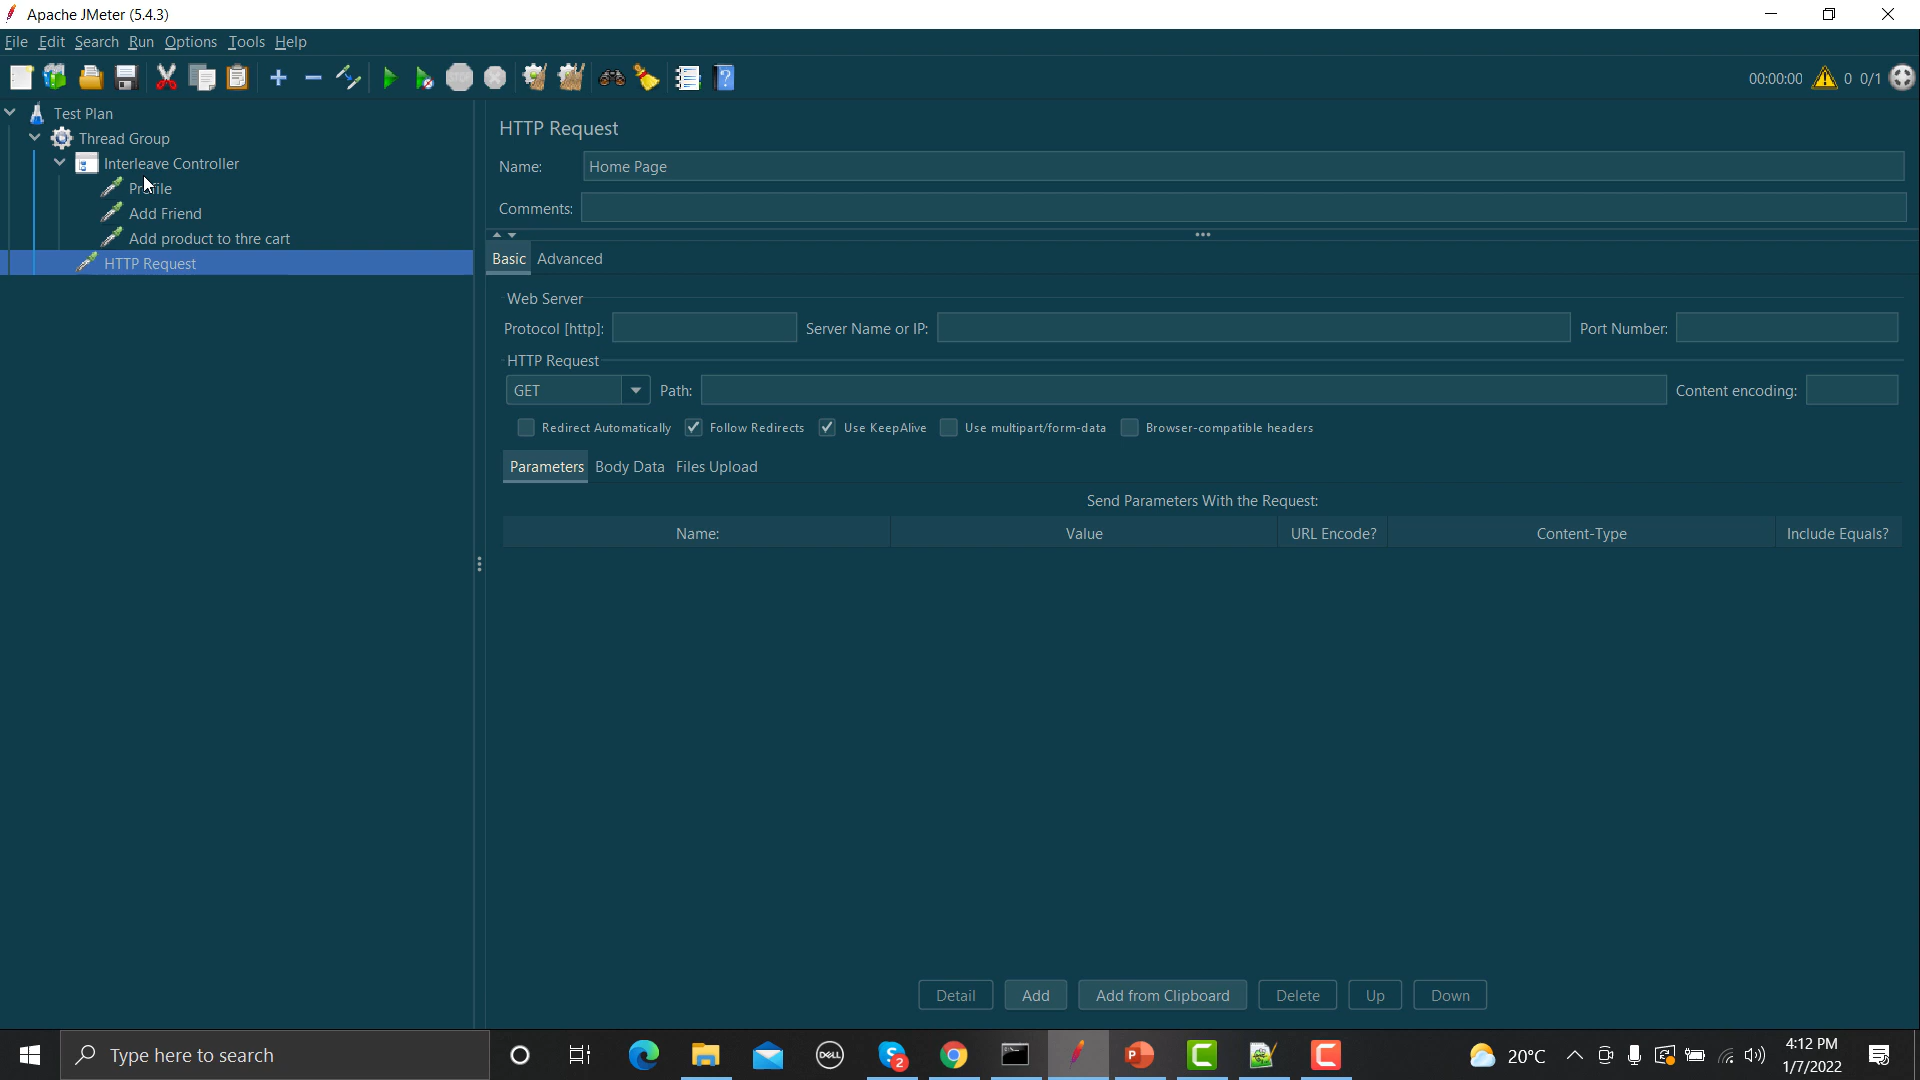 Apache JMeter (5.4.3)
File Edit Search Run Options Tools Help
STOP
00:00:00 0 0/1
Test Plan
Thread Group
Interleave Controller
Profile
Add Friend
Add product to thre cart
HTTP Request
HTTP Request
Name: Home Page
Comments:
Basic Advanced
Web Server
Protocol [http]: Server Name or IP: Port Number:
HTTP Request
GET Path: Content encoding:
Redirect Automatically Follow Redirects Use KeepAlive Use multipart/form-data Browser-compatible headers
Parameters Body Data Files Upload
Send Parameters With the Request:
Name: Value URL Encode? Content-Type Include Equals?
Detail Add Add from Clipboard Delete Up Down
Type here to search
DELL
2
P
20°C
4:12 PM
1/7/2022